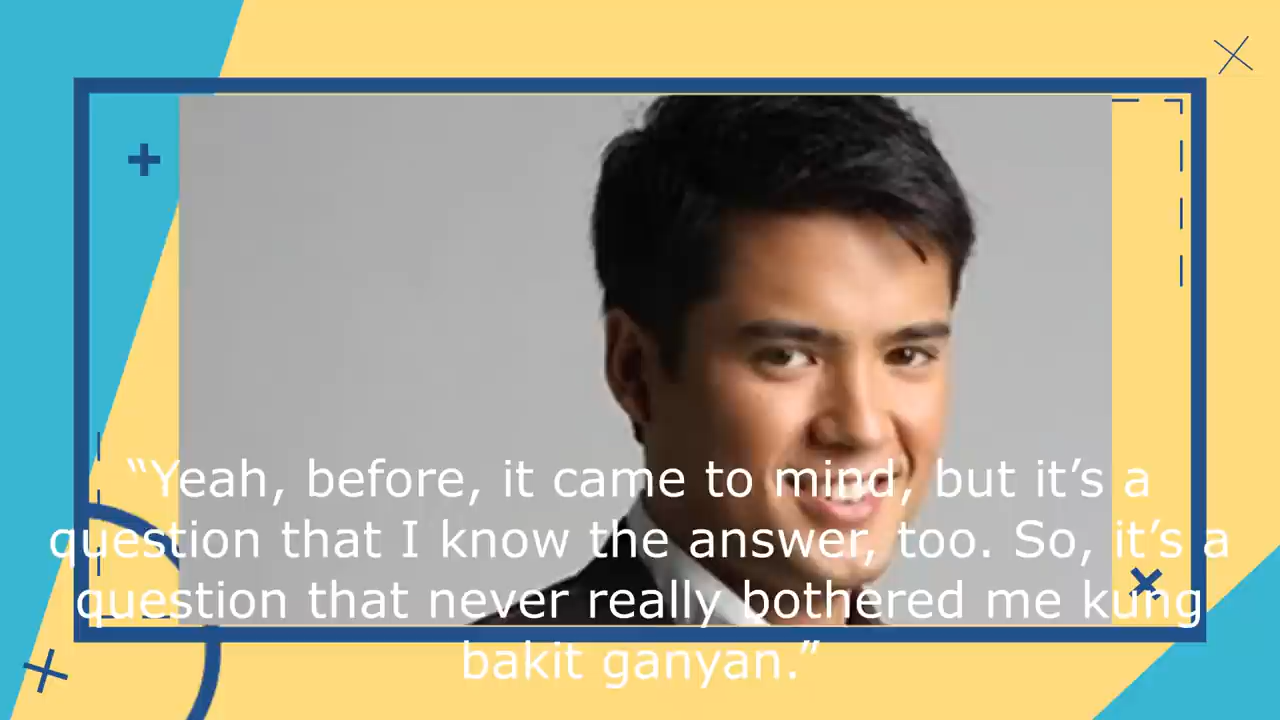 “Yeah, before, it came to mind, but it’s a
question that I know the answer, too. So, it’s a
question that never really bothered me kung
bakit ganyan.”